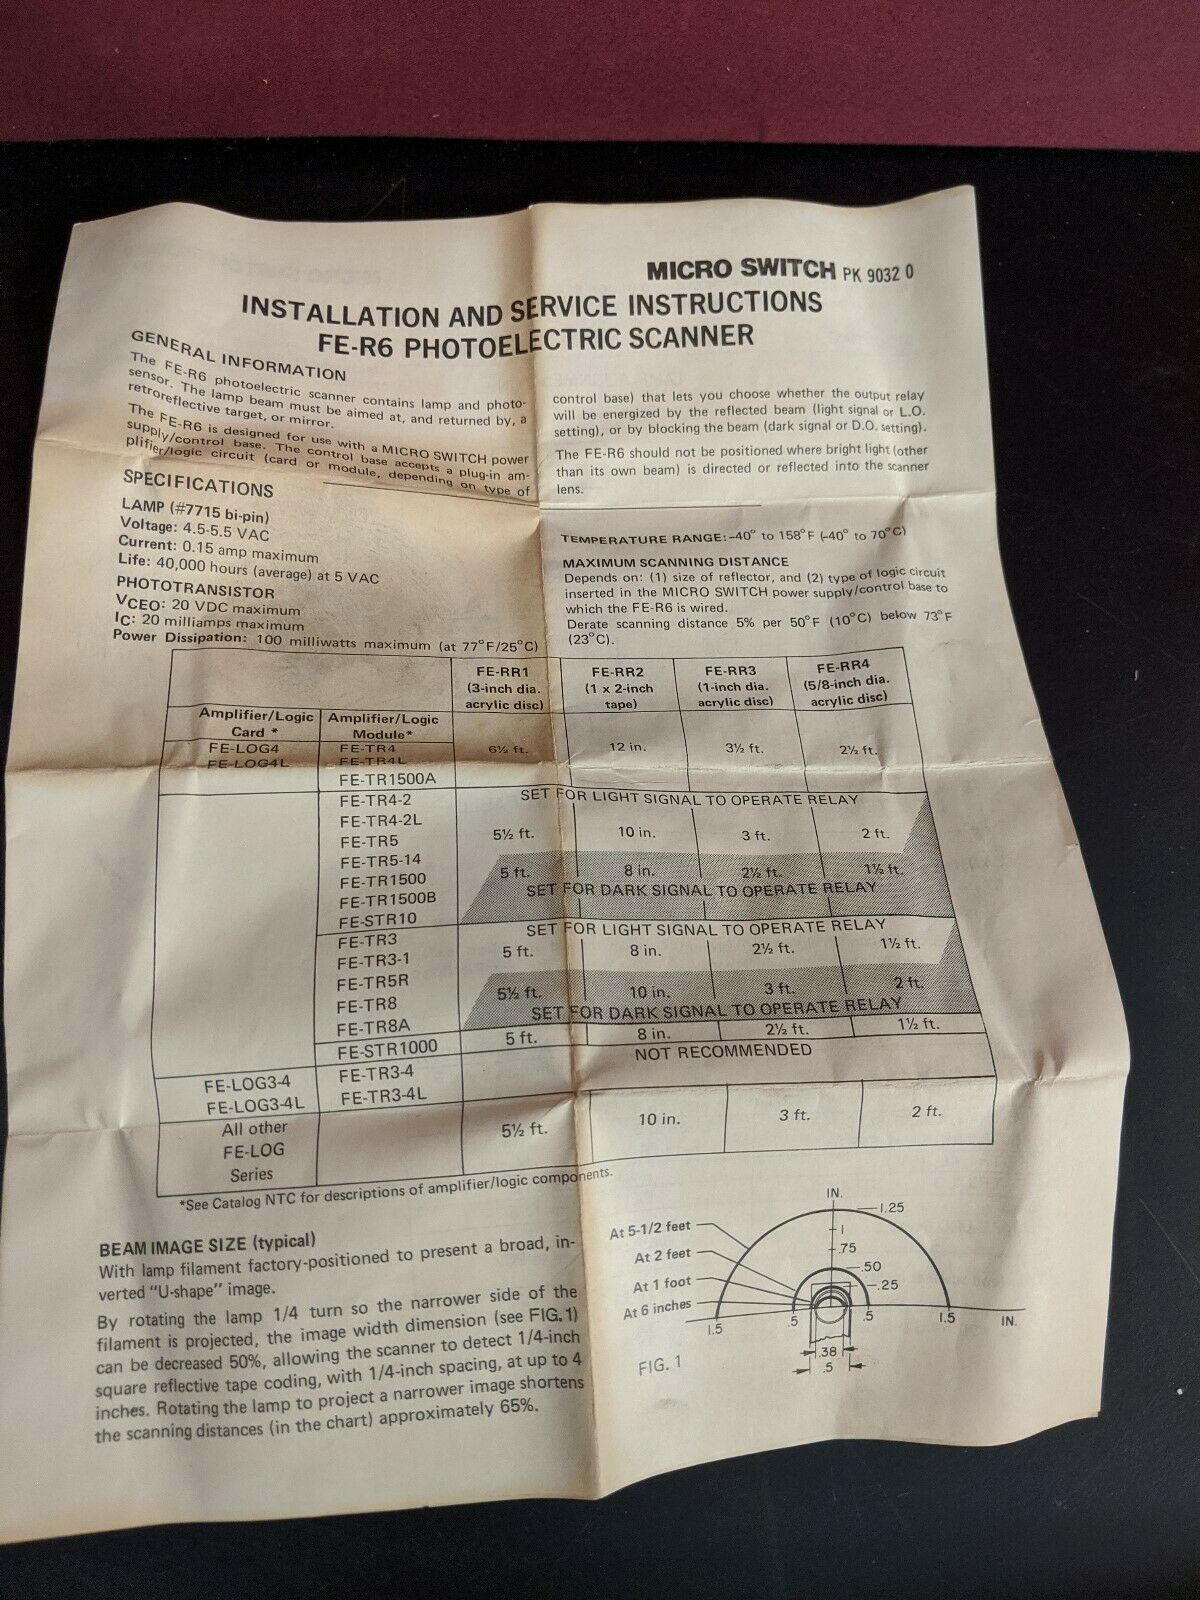 MICRO SWITCH PK 9032 0
INSTALLATION AND SERVICE INSTRUCTIONS
FE-R6 PHOTOELECTRIC SCANNER
GENERAL INFORMATION
The FE-R6 photoelectric scanner contains lamp and photo-
sensor. The lamp beam must be aimed at, and returned by, a
retroreflective target, or mirror.
The FE-R6 is designed for use with a MICRO SWITCH power
supply/control base. The control base accepts a plug-in am-
plifier/logic circuit (card or module, depending on type of
control base) that lets you choose whether the output relay
will be energized by the reflected beam (light signal or L.O.
setting), or by blocking the beam (dark signal or D.O. setting).
The FE-R6 should not be positioned where bright light (other
than its own beam) is directed or reflected into the scanner
lens.
SPECIFICATIONS
LAMP (#7715 bi-pin)
Voltage: 4.5-5.5 VAC
Current: 0.15 amp maximum
Life: 40,000 hours (average) at 5 VAC
PHOTOTRANSISTOR
VCEO: 20 VDC maximum
IC: 20 milliamps maximum
Power Dissipation: 100 milliwatts maximum (at 77°F/25°C)
TEMPERATURE RANGE: -40° to 158°F (-40° to 70°C)
MAXIMUM SCANNING DISTANCE
Depends on: (1) size of reflector, and (2) type of logic circuit
inserted in the MICRO SWITCH power supply/control base to
which the FE-R6 is wired.
Derate scanning distance 5% per 50°F (10°C) below 73°F
(23°C).
FE-RR1 FE-RR2 FE-RR3 FE-RR4
(3-inch dia. (1 x 2-inch (1-inch dia. (5/8-inch dia.
acrylic disc) tape) acrylic disc) acrylic disc)
Amplifier/Logic Amplifier/Logic
Card * Module*
FE-LOG4 FE-TR4 6½ ft. 12 in. 3½ ft. 2½ ft.
FE-LOG4L FE-TR4L
FE-TR1500A
FE-TR4-2 SET FOR LIGHT SIGNAL TO OPERATE RELAY
FE-TR4-2L
FE-TR5 5½ ft. 10 in. 3 ft. 2 ft.
FE-TR5-14
FE-TR1500 5 ft. 8 in. 2½ ft. 1½ ft.
FE-TR1500B SET FOR DARK SIGNAL TO OPERATE RELAY
FE-STR10
FE-TR3 SET FOR LIGHT SIGNAL TO OPERATE RELAY
FE-TR3-1 5 ft. 8 in. 2½ ft. 1½ ft.
FE-TR5R
FE-TR8 5½ ft. 10 in. 3 ft. 2 ft.
FE-TR8A SET FOR DARK SIGNAL TO OPERATE RELAY
FE-STR1000 5 ft. 8 in. 2½ ft. 1½ ft.
FE-LOG3-4 FE-TR3-4 NOT RECOMMENDED
FE-LOG3-4L FE-TR3-4L
All other
FE-LOG 5½ ft. 10 in. 3 ft. 2 ft.
Series
*See Catalog NTC for descriptions of amplifier/logic components.
BEAM IMAGE SIZE (typical)
With lamp filament factory-positioned to present a broad, in-
verted "U-shape" image.
By rotating the lamp 1/4 turn so the narrower side of the
filament is projected, the image width dimension (see FIG. 1)
can be decreased 50%, allowing the scanner to detect 1/4-inch
square reflective tape coding, with 1/4-inch spacing, at up to 4
inches. Rotating the lamp to project a narrower image shortens
the scanning distances (in the chart) approximately 65%.
IN.
1.25
At 5-1/2 feet
1
.75
At 2 feet
.50
At 1 foot
.25
At 6 inches
1.5 .5 .5 1.5 IN.
.38
FIG. 1
.5